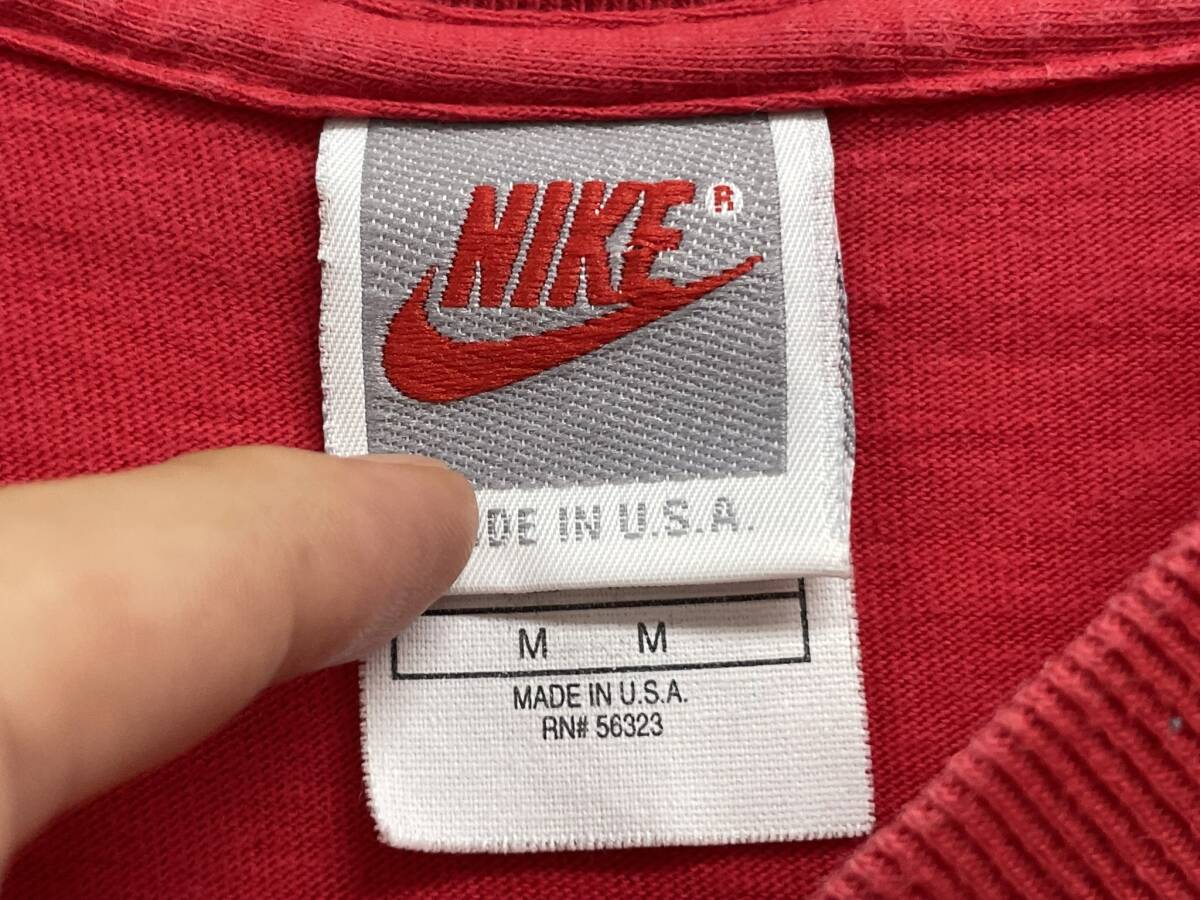 NIKE ®
DE IN U.S.A.
M M
MADE IN U.S.A.
RN# 56323